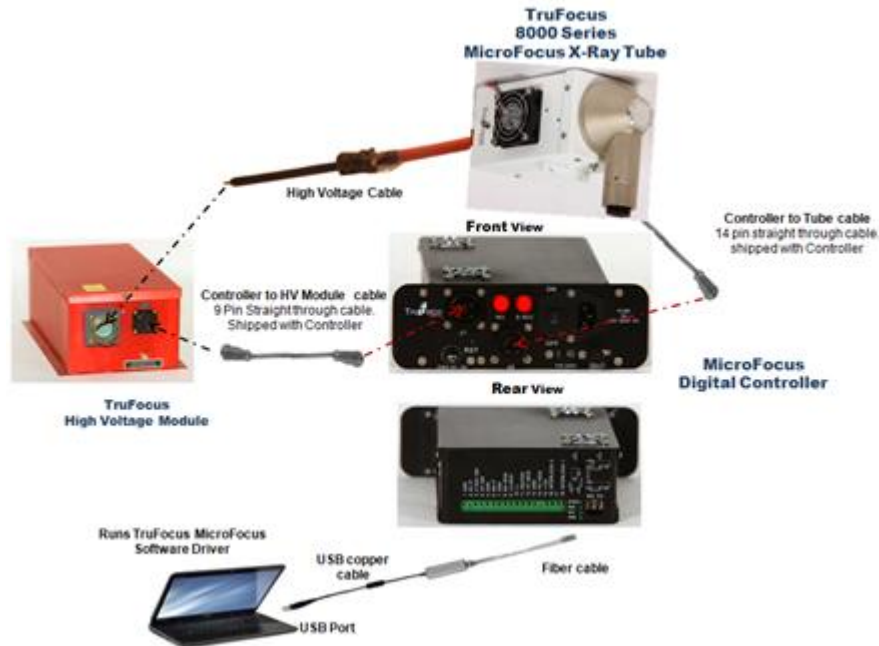 TruFocus
8000 Series
MicroFocus X-Ray Tube
TruFocus
High Voltage Cable
Front View
Controller to Tube cable
14 pin straight through cable.
shipped with Controller
Controller to HV Module cable
9 Pin Straight through cable.
Shipped with Controller
MicroFocus
Digital Controller
Rear View
TruFocus
High Voltage Module
Runs TruFocus MicroFocus
Software Driver
USB copper
cable
Fiber cable
USB Port